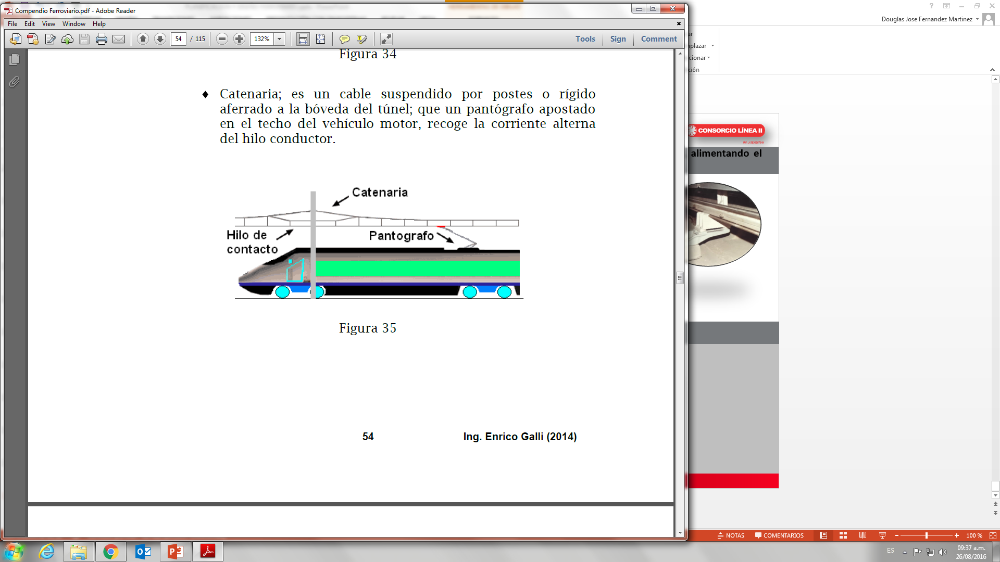 Compendio Ferroviario.pdf - Adobe Reader
File Edit View Window Help
54 / 115 132% Tools Sign Comment
Figura 34
♦ Catenaria; es un cable suspendido por postes o rígido
aferrado a la bóveda del túnel; que un pantógrafo apostado
en el techo del vehículo motor, recoge la corriente alterna
del hilo conductor.
Catenaria
Hilo de
contacto
Pantografo
Figura 35
54 Ing. Enrico Galli (2014)
Douglas Jose Fernandez Martinez
ar
mplazar
cionar
ción
CONSORCIO LÍNEA II
alimentando el
NOTAS COMENTARIOS 100 %
ES 09:37 a.m.
26/08/2016